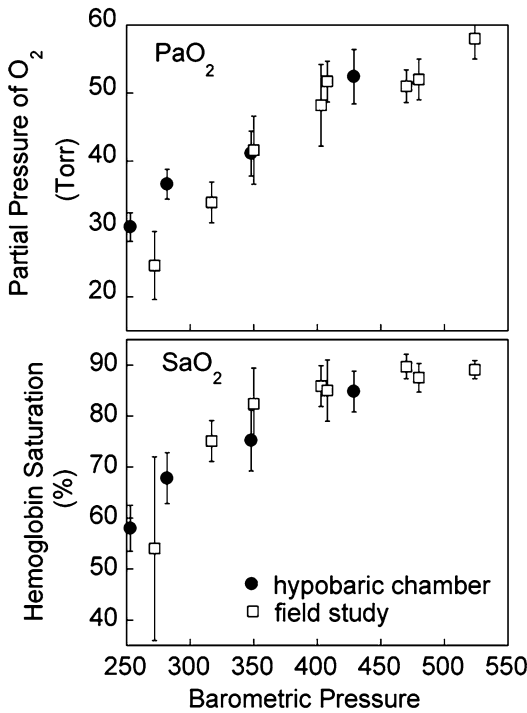 Partial Pressure of O2
(Torr)
PaO2
60
50
40
30
20
Hemoglobin Saturation
(%)
SaO2
90
80
70
60
50
40
hypobaric chamber
field study
250 300 350 400 450 500 550
Barometric Pressure